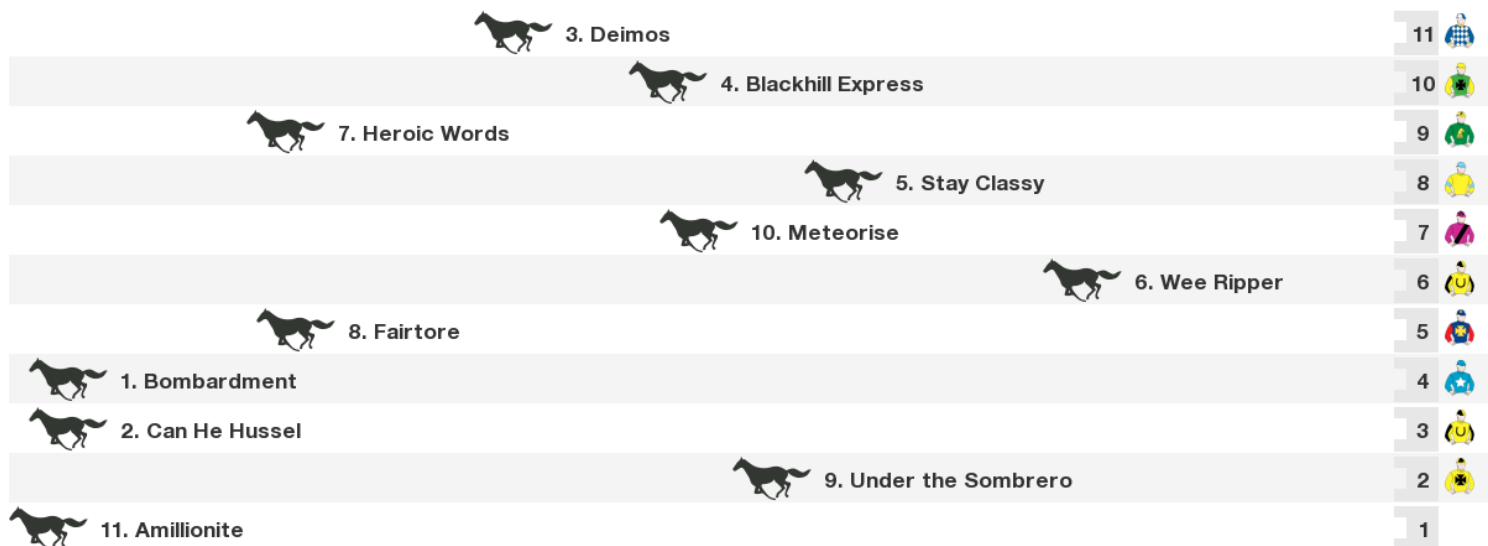 3. Deimos 11
4. Blackhill Express 10
7. Heroic Words 9
5. Stay Classy 8
10. Meteorise 7
6. Wee Ripper 6
8. Fairtore 5
1. Bombardment 4
2. Can He Hussel 3
9. Under the Sombrero 2
11. Amillionite 1